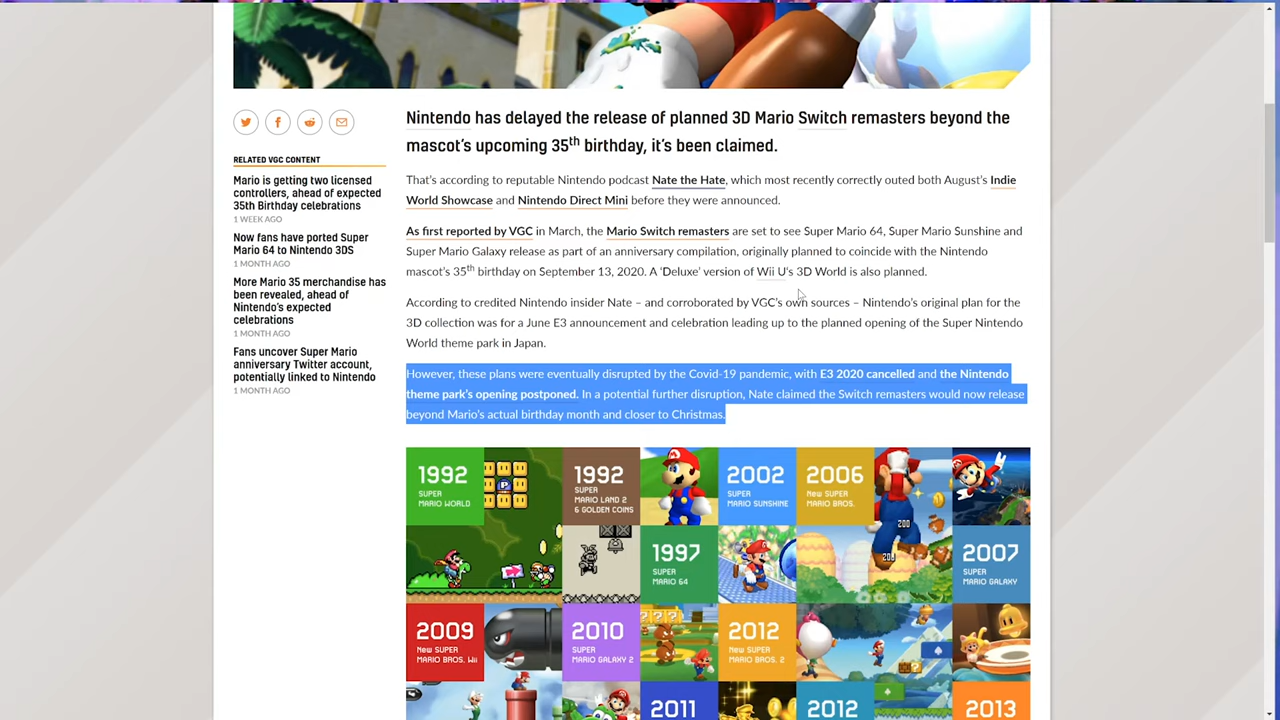 RELATED VGC CONTENT
Mario is getting two licensed
controllers, ahead of expected
35th Birthday celebrations
1 WEEK AGO
Now fans have ported Super
Mario 64 to Nintendo 3DS
1 MONTH AGO
More Mario 35 merchandise has
been revealed, ahead of
Nintendo's expected
celebrations
1 MONTH AGO
Fans uncover Super Mario
anniversary Twitter account,
potentially linked to Nintendo
1 MONTH AGO
Nintendo has delayed the release of planned 3D Mario Switch remasters beyond the
mascot's upcoming 35th birthday, it's been claimed.
That's according to reputable Nintendo podcast Nate the Hate, which most recently correctly outed both August's Indie
World Showcase and Nintendo Direct Mini before they were announced.
As first reported by VGC in March, the Mario Switch remasters are set to see Super Mario 64, Super Mario Sunshine and
Super Mario Galaxy release as part of an anniversary compilation, originally planned to coincide with the Nintendo
mascot's 35th birthday on September 13, 2020. A 'Deluxe' version of Wii U's 3D World is also planned.
According to credited Nintendo insider Nate – and corroborated by VGC's own sources – Nintendo's original plan for the
3D collection was for a June E3 announcement and celebration leading up to the planned opening of the Super Nintendo
World theme park in Japan.
However, these plans were eventually disrupted by the Covid-19 pandemic, with E3 2020 cancelled and the Nintendo
theme park's opening postponed. In a potential further disruption, Nate claimed the Switch remasters would now release
beyond Mario's actual birthday month and closer to Christmas.
1992
SUPER
MARIO WORLD
P
1992
SUPER
MARIO LAND 2
6 GOLDEN COINS
2002
SUPER
MARIO SUNSHINE
2006
New SUPER
MARIO BROS.
200
200
1997
SUPER
MARIO 64
2007
SUPER
MARIO GALAXY
2009
New SUPER
MARIO BROS. Wii
2010
SUPER
MARIO GALAXY 2
2012
New SUPER
MARIO BROS. 2
2011
2012
2013